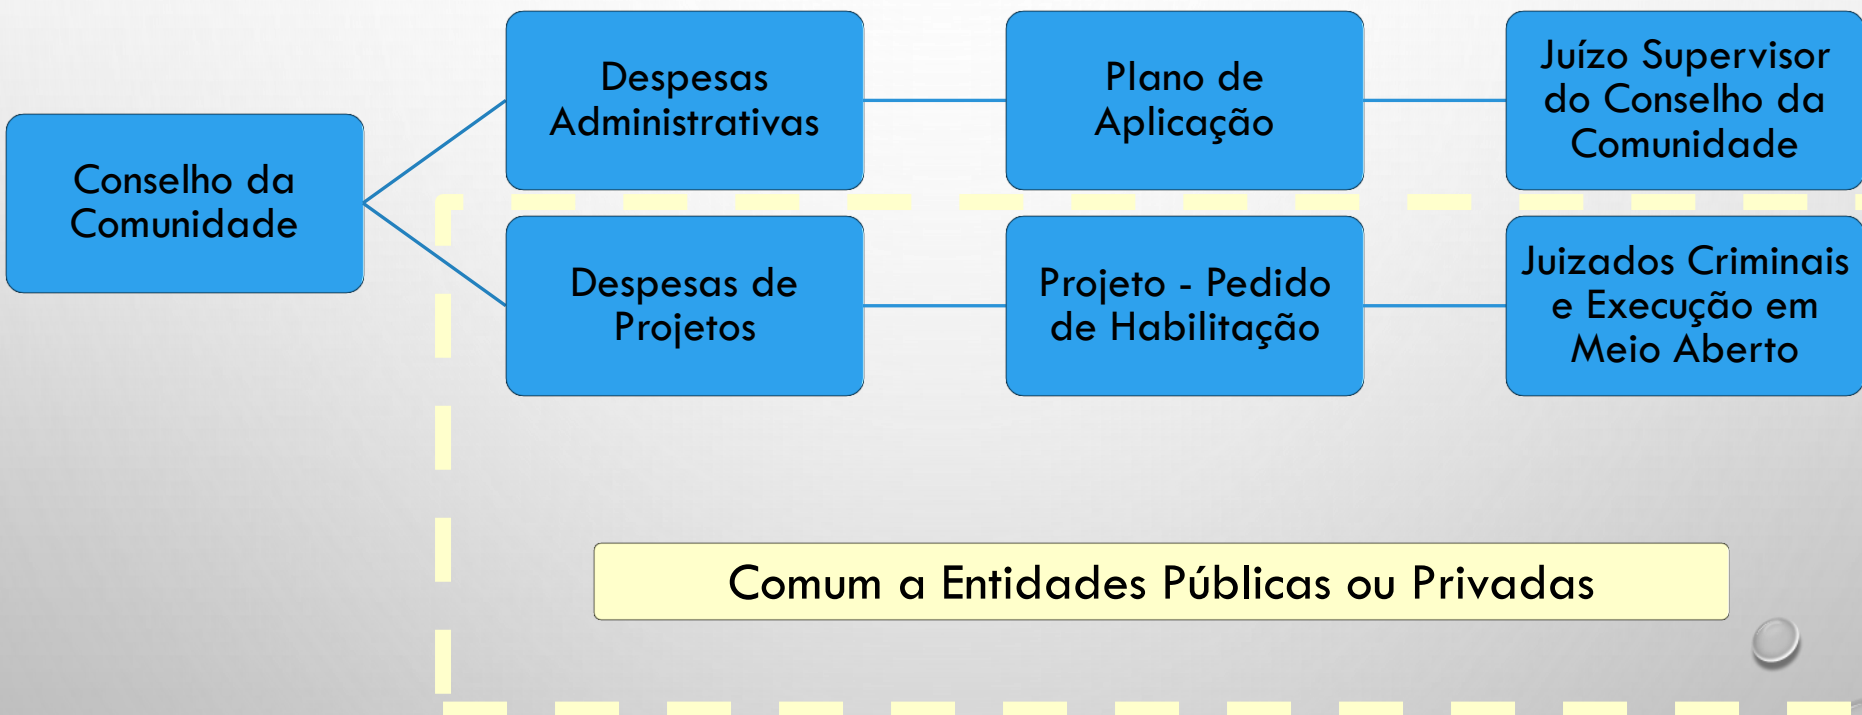 Conselho da
Comunidade
Despesas
Administrativas
Plano de
Aplicação
Juízo Supervisor
do Conselho da
Comunidade
Despesas de
Projetos
Projeto - Pedido
de Habilitação
Juizados Criminais
e Execução em
Meio Aberto
Comum a Entidades Públicas ou Privadas